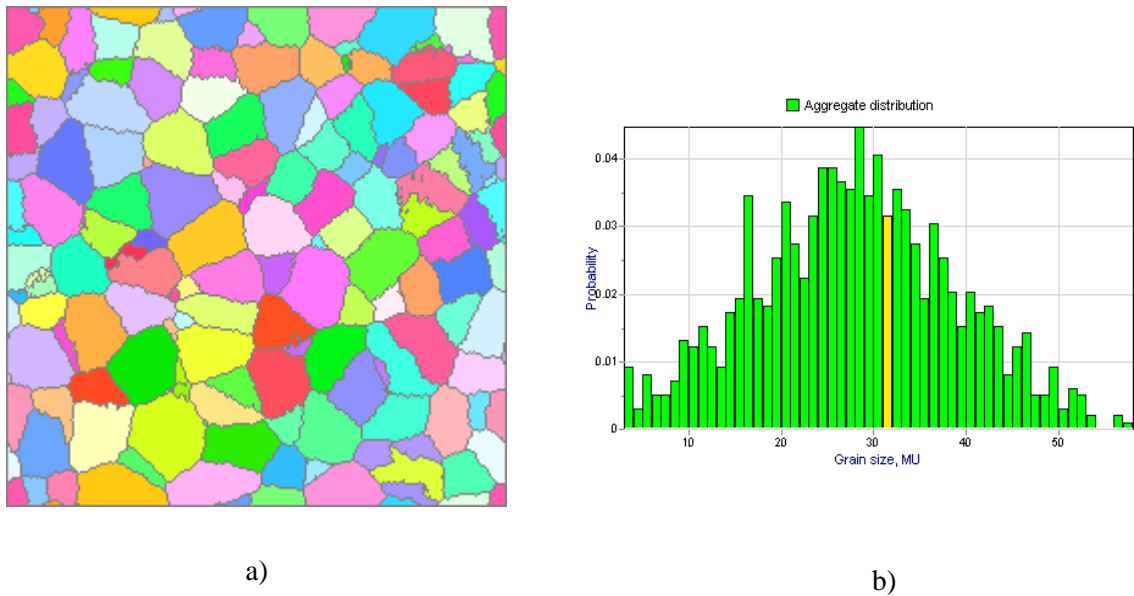 Aggregate distribution
0.04
0.03
0.02
0.01
0
Probability
10 20 30 40 50
Grain size, MU
a)
b)